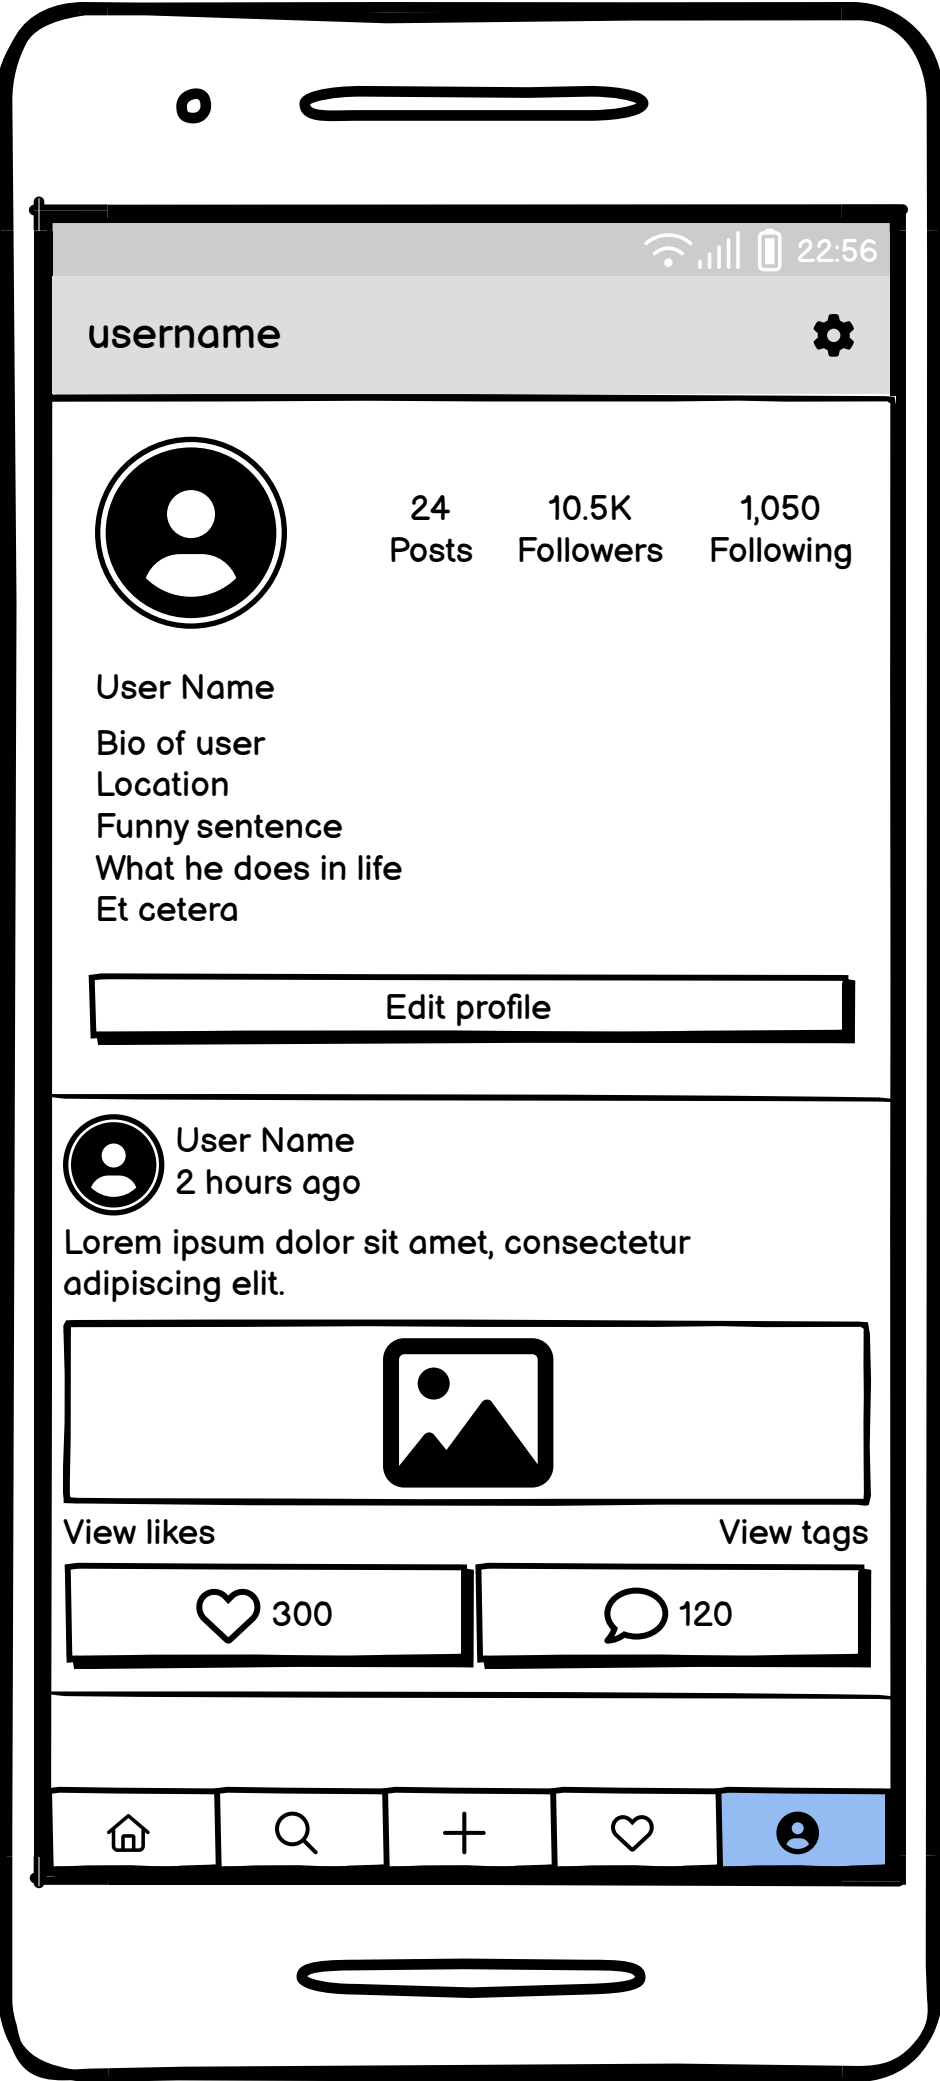 22:56
username
24
Posts
10.5K
Followers
1,050
Following
User Name
Bio of user
Location
Funny sentence
What he does in life
Et cetera
Edit profile
User Name
2 hours ago
Lorem ipsum dolor sit amet, consectetur
adipiscing elit.
View likes
View tags
300
120